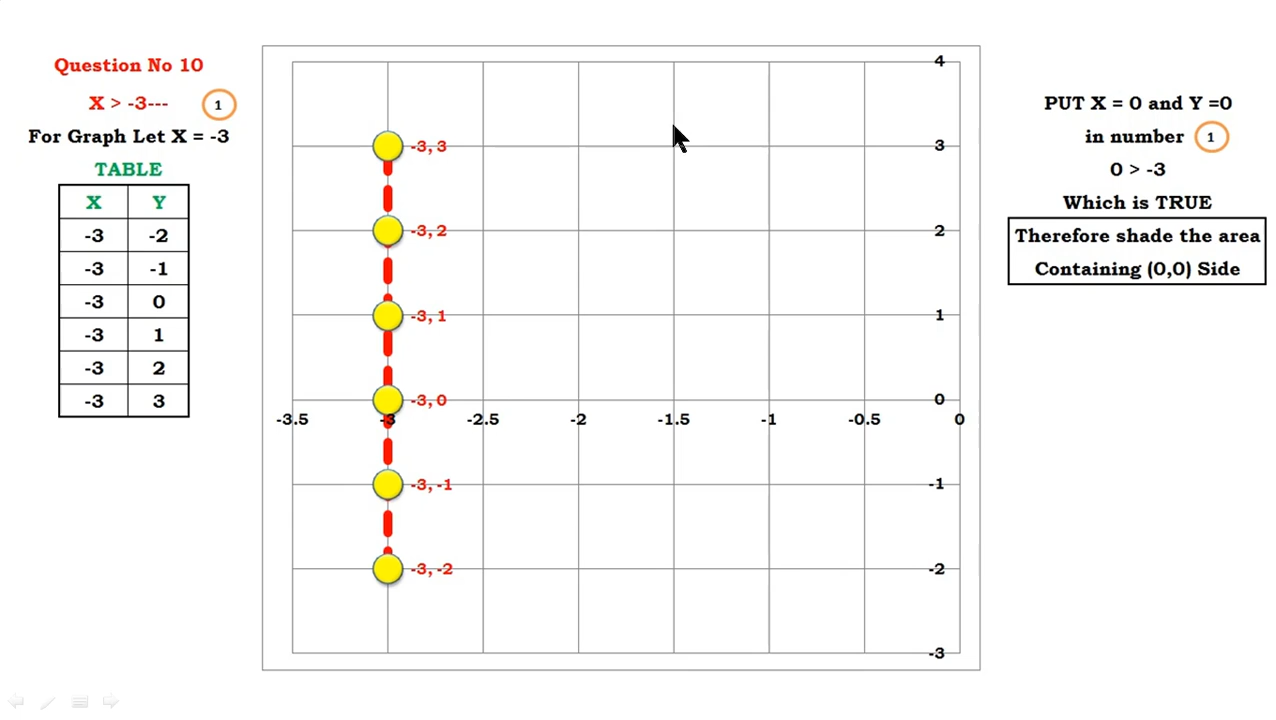 Question No 10
X > -3--- 1
For Graph Let X = -3
TABLE
X Y
-3 -2
-3 -1
-3 0
-3 1
-3 2
-3 3
4
3
2
1
0
-1
-2
-3
-3, 3
-3, 2
-3, 1
-3, 0
-3, -1
-3, -2
-3.5 -3 -2.5 -2 -1.5 -1 -0.5 0
PUT X = 0 and Y =0
in number 1
0 > -3
Which is TRUE
Therefore shade the area
Containing (0,0) Side